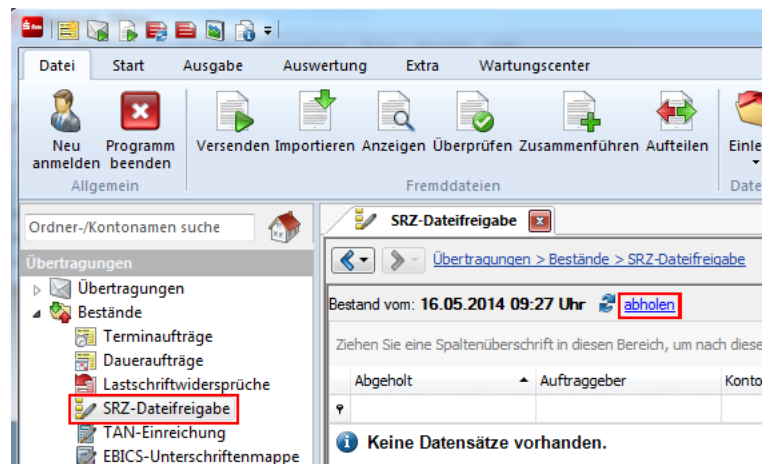 Datei Start Ausgabe Auswertung Extra Wartungscenter
Neu anmelden
Programm beenden
Versenden Importieren Anzeigen Überprüfen Zusammenführen Aufteilen
Allgemein Fremddateien
Ordner-/Kontonamen suche
SRZ-Dateifreigabe
Übertragungen
Übertragungen > Bestände > SRZ-Dateifreigabe
Übertragungen
Bestände
Bestand vom: 16.05.2014 09:27 Uhr abholen
Terminaufträge
Daueraufträge
Lastschriftwidersprüche
SRZ-Dateifreigabe
TAN-Einreichung
EBICS-Unterschriftenmappe
Ziehen Sie eine Spaltenüberschrift in diesen Bereich, um nach diese
Abgeholt Auftraggeber Konto
Keine Datensätze vorhanden.